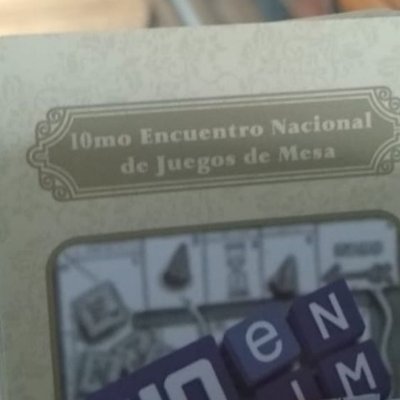 10mo Encuentro Nacional
de Juegos de Mesa
e N
M